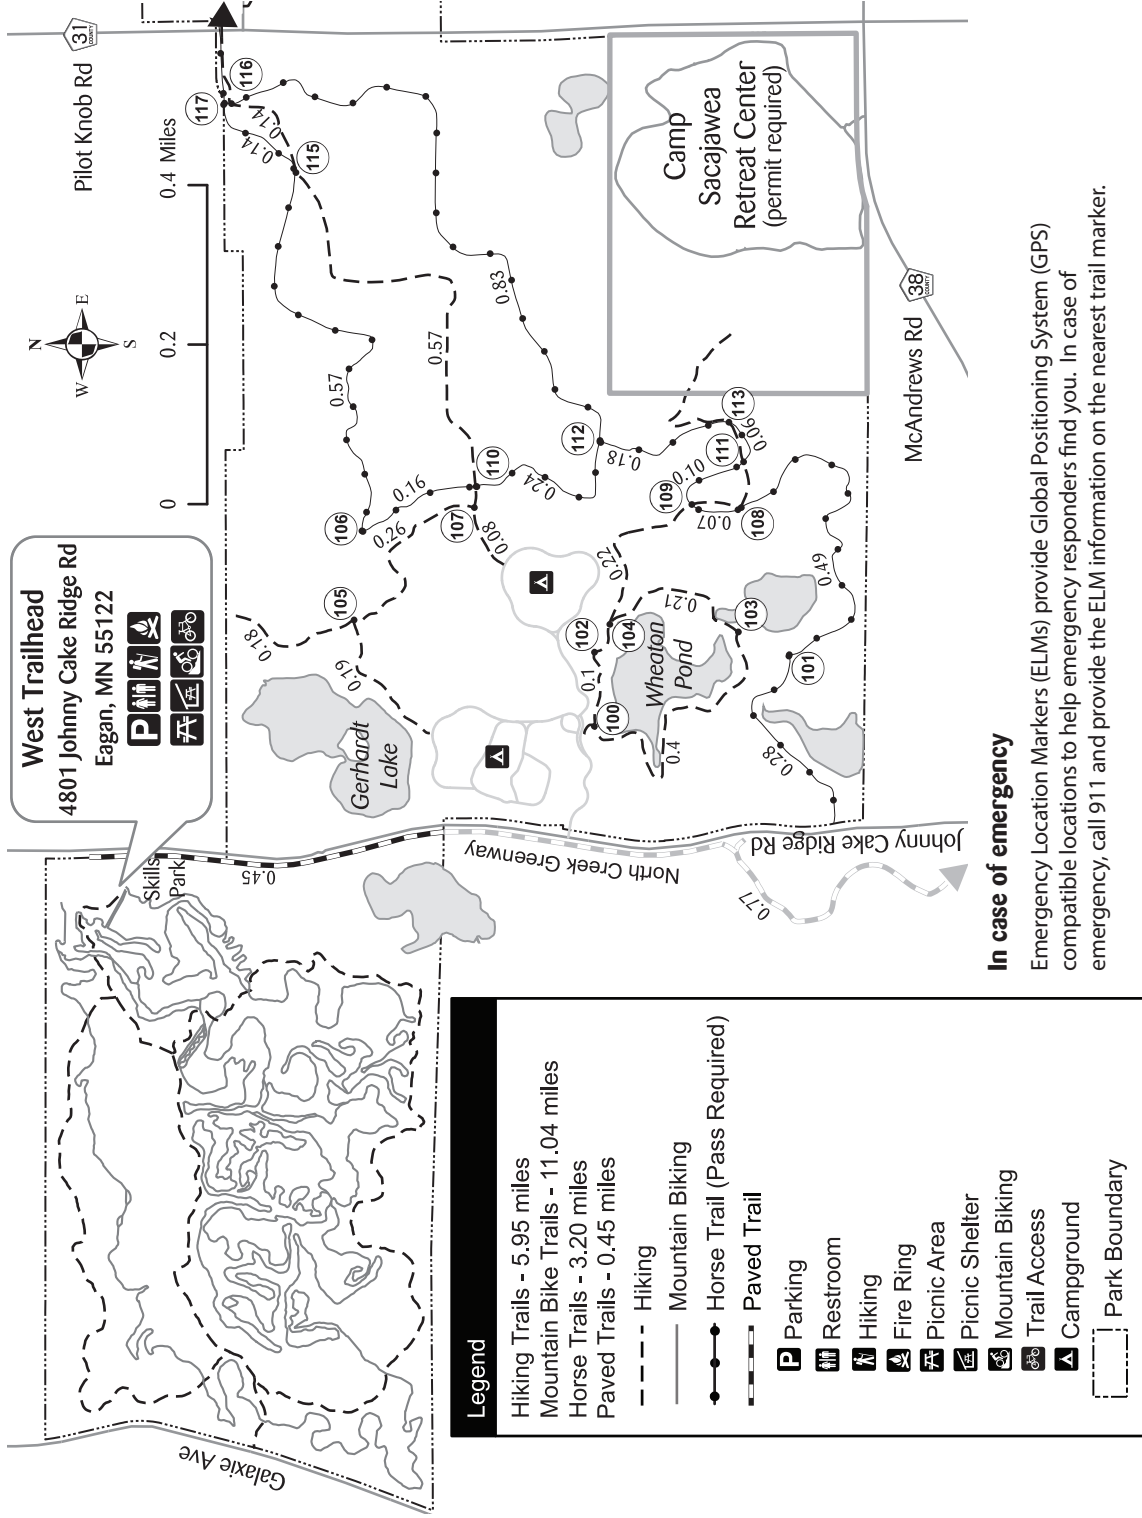 West Trailhead
4801 Johnny Cake Ridge Rd
Eagan, MN 55122
P
N
W
E
S
0
0.2
0.4 Miles
Pilot Knob Rd
31
COUNTY
Galaxie Ave
Skills
Park
0.45
North Creek Greenway
Johnny Cake Ridge Rd
0.77
Gerhardt
Lake
0.18
105
0.19
0.26
106
0.16
107
0.08
110
0.24
0.57
0.57
115
0.14
0.14
116
117
0.83
112
0.18
113
111
0.06
0.10
109
0.07
108
0.22
102
104
0.1
100
Wheaton
Pond
0.21
103
0.4
101
0.28
0.49
Camp
Sacajawea
Retreat Center
(permit required)
McAndrews Rd
38
COUNTY
Legend
Hiking Trails - 5.95 miles
Mountain Bike Trails - 11.04 miles
Horse Trails - 3.20 miles
Paved Trails - 0.45 miles
Hiking
Mountain Biking
Horse Trail (Pass Required)
Paved Trail
P Parking
Restroom
Hiking
Fire Ring
Picnic Area
Picnic Shelter
Mountain Biking
Trail Access
Campground
Park Boundary
In case of emergency
Emergency Location Markers (ELMs) provide Global Positioning System (GPS)
compatible locations to help emergency responders find you. In case of
emergency, call 911 and provide the ELM information on the nearest trail marker.